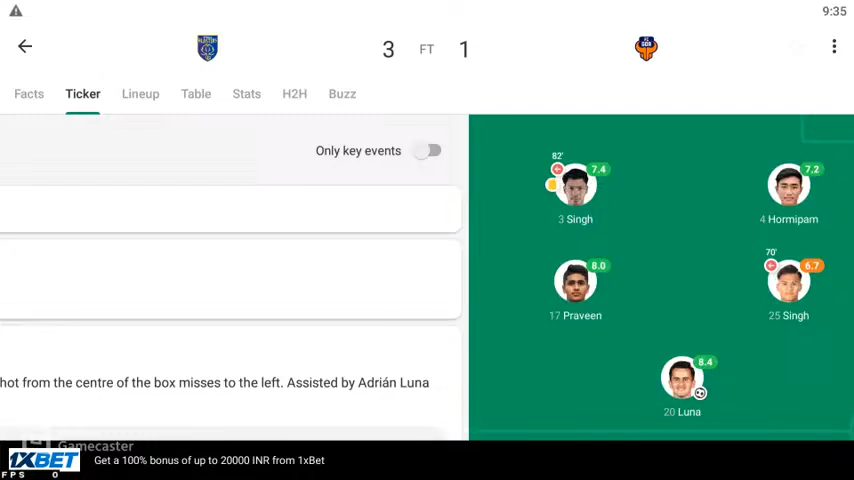 9:35
3 FT 1
Facts Ticker Lineup Table Stats H2H Buzz
Only key events
82'
7.4
3 Singh
7.2
4 Hormipam
8.0
17 Praveen
70'
6.7
25 Singh
hot from the centre of the box misses to the left. Assisted by Adrián Luna
8.4
20 Luna
Gamecaster
1XBET
Get a 100% bonus of up to 20000 INR from 1xBet
FPS 0